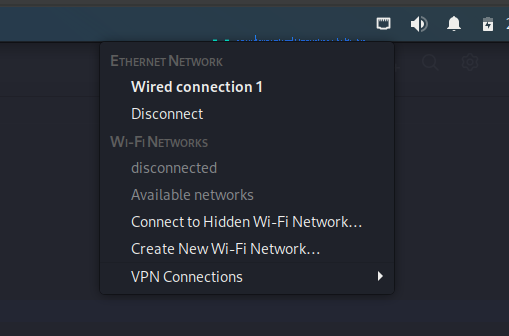 Ethernet Network
Wired connection 1
Disconnect
Wi-Fi Networks
disconnected
Available networks
Connect to Hidden Wi-Fi Network...
Create New Wi-Fi Network...
VPN Connections